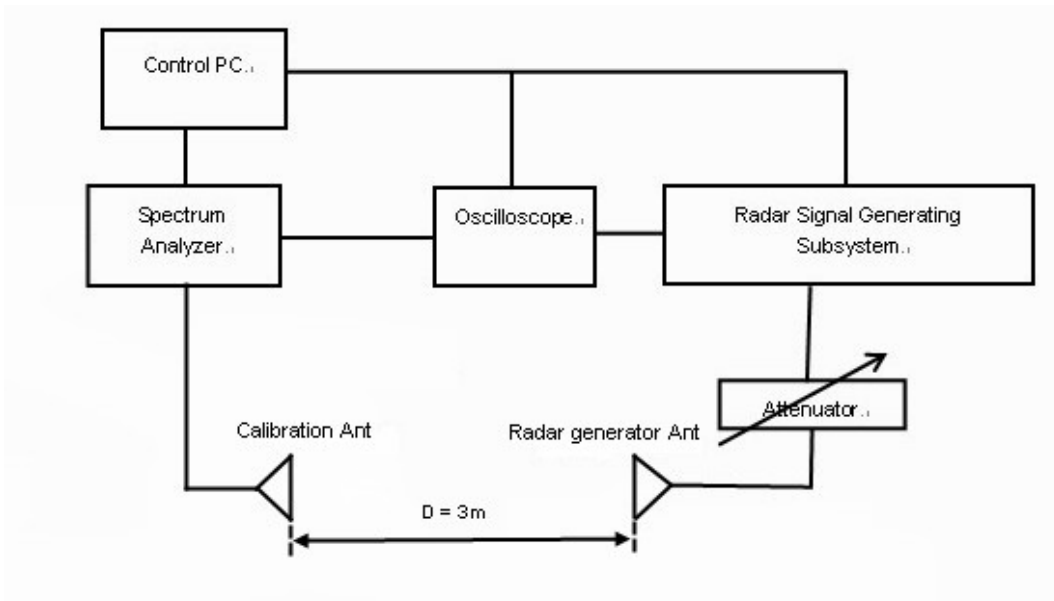 Control PC
Spectrum
Analyzer
Oscilloscope
Radar Signal Generating
Subsystem
Attenuator
Calibration Ant
Radar generator Ant
D = 3m